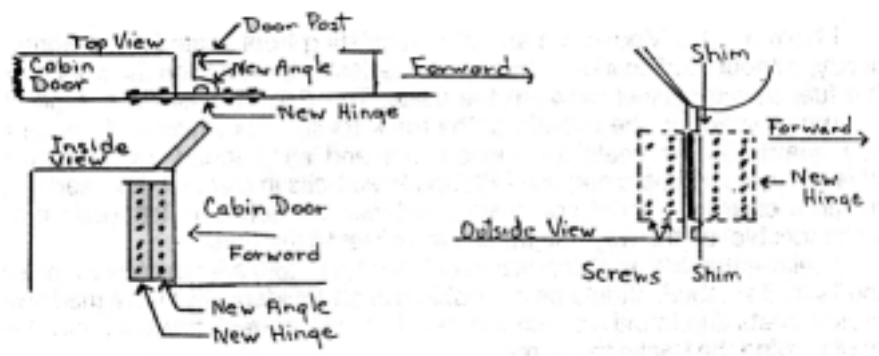 Door Post
Top View
Cabin
Door
New Angle
Forward
New Hinge
Inside
View
Cabin Door
Forward
New Angle
New Hinge
Shim
Forward
New
Hinge
Outside View
Screws
Shim